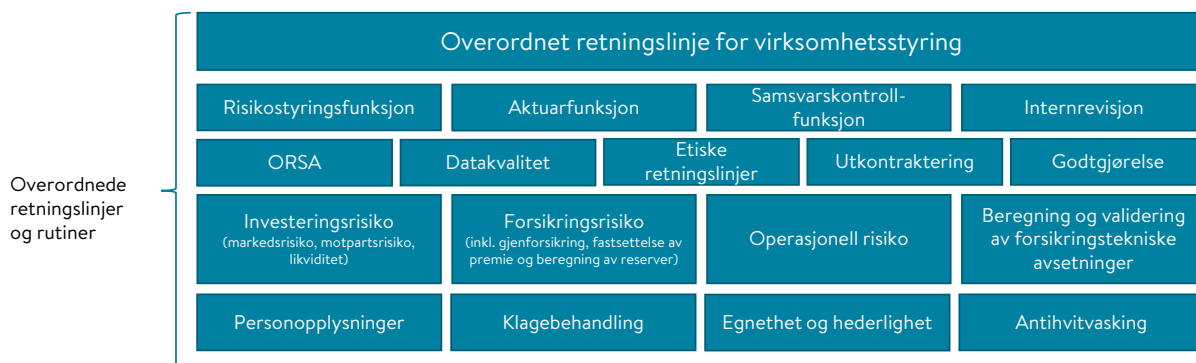 Overordnet retningslinje for virksomhetsstyring
Risikostyringsfunksjon
Aktuarfunksjon
Samsvarskontroll-
funksjon
Internrevisjon
ORSA
Datakvalitet
Etiske
retningslinjer
Utkontraktering
Godtgjørelse
Overordnede
retningslinjer
og rutiner
Investeringsrisiko
(markedsrisiko, motpartsrisiko,
likviditet)
Forsikringsrisiko
(inkl. gjenforsikring, fastsettelse av
premie og beregning av reserver)
Operasjonell risiko
Beregning og validering
av forsikringstekniske
avsetninger
Personopplysninger
Klagebehandling
Egnethet og hederlighet
Antihvitvasking